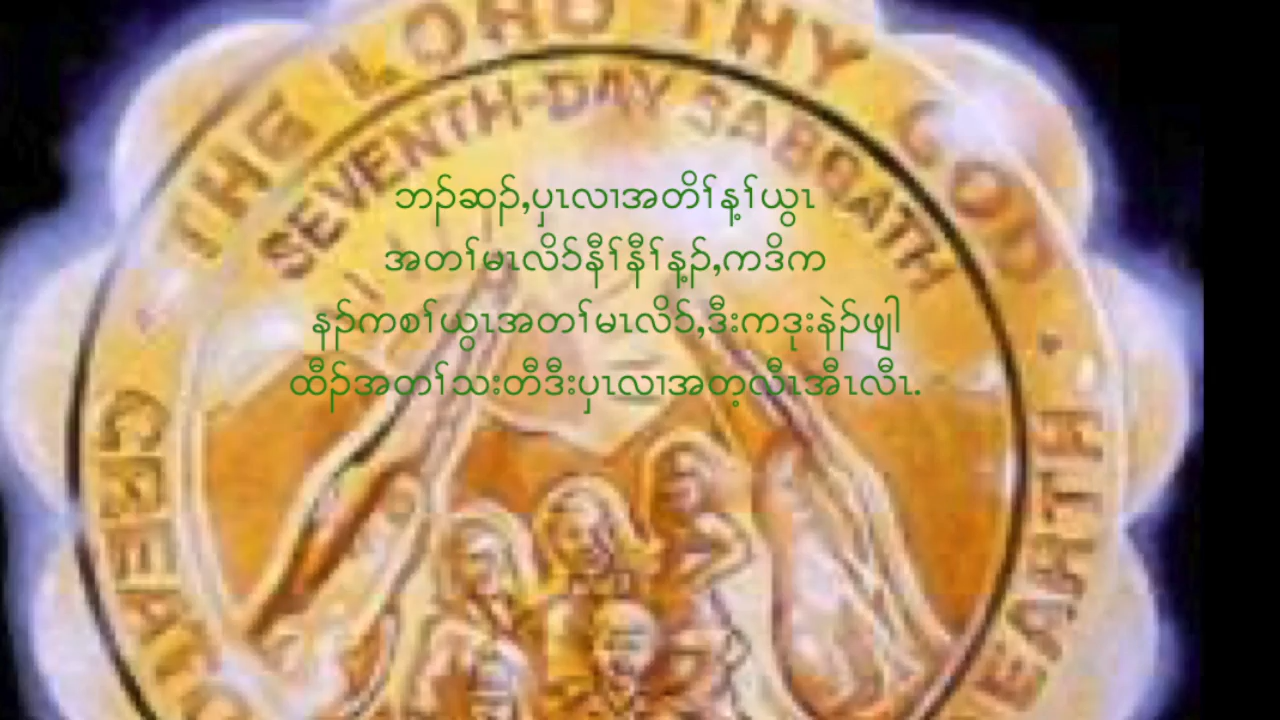 THE LORD THY GOD
SEVENTH-DAY SABBATH
ဘၣ်ဆၣ်,ပှၤလၢအတိၢ်န့ၢ်ယွၤ
အတၢ်မၤလိာ်နီၢ်နီၢ်န့ၣ်,ကဒိက
နၣ်ကစၢ်ယွၤအတၢ်မၤလိာ်,ဒီးကဒုးနဲၣ်ဖျါ
ထီၣ်အတၢ်သးတီဒီးပှၤလၢအတ့လီၤအီၤလီၤ.
EARTH